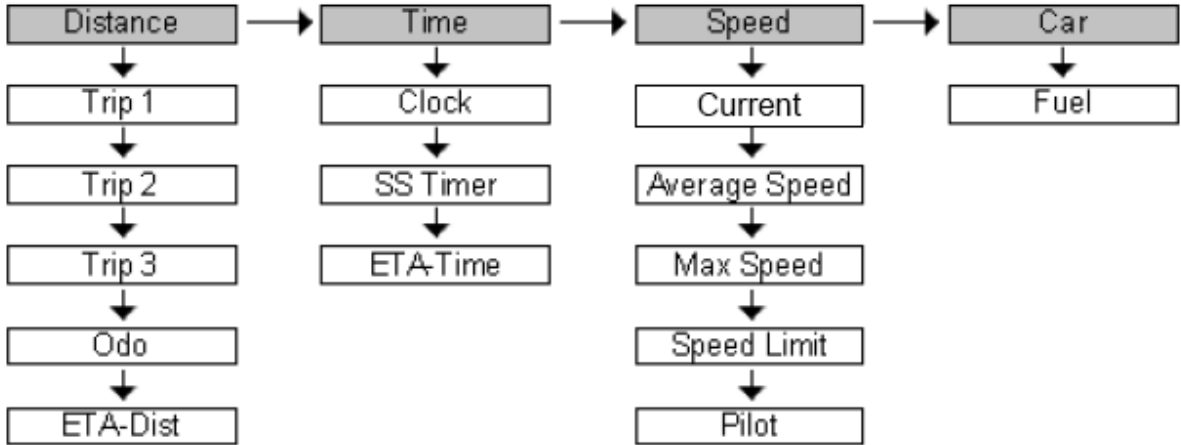 Distance
Time
Speed
Car
Trip 1
Clock
Current
Fuel
Trip 2
SS Timer
Average Speed
Trip 3
ETA-Time
Max Speed
Odo
Speed Limit
ETA-Dist
Pilot